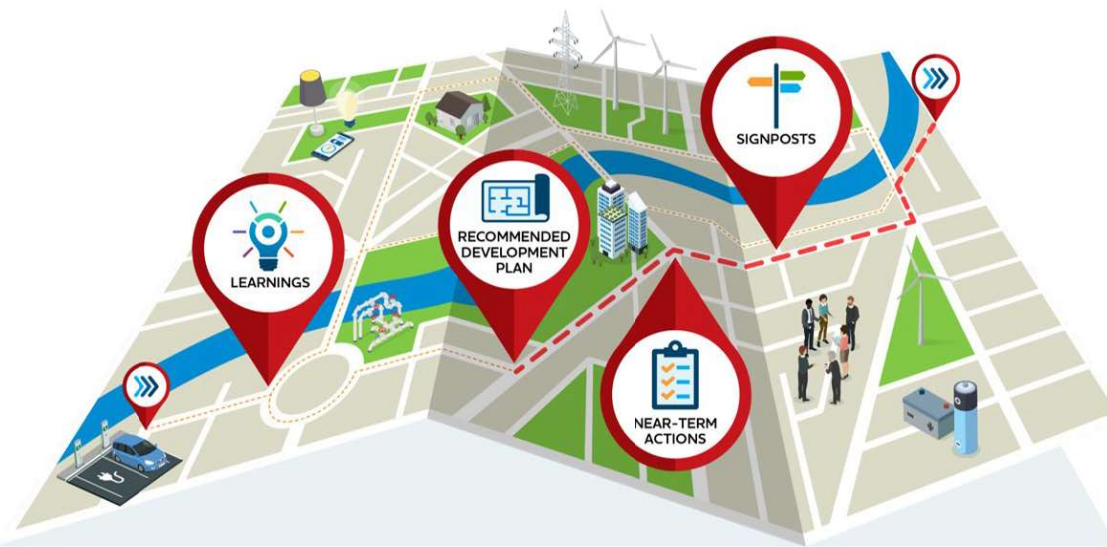 LEARNINGS
RECOMMENDED
DEVELOPMENT
PLAN
NEAR-TERM
ACTIONS
SIGNPOSTS